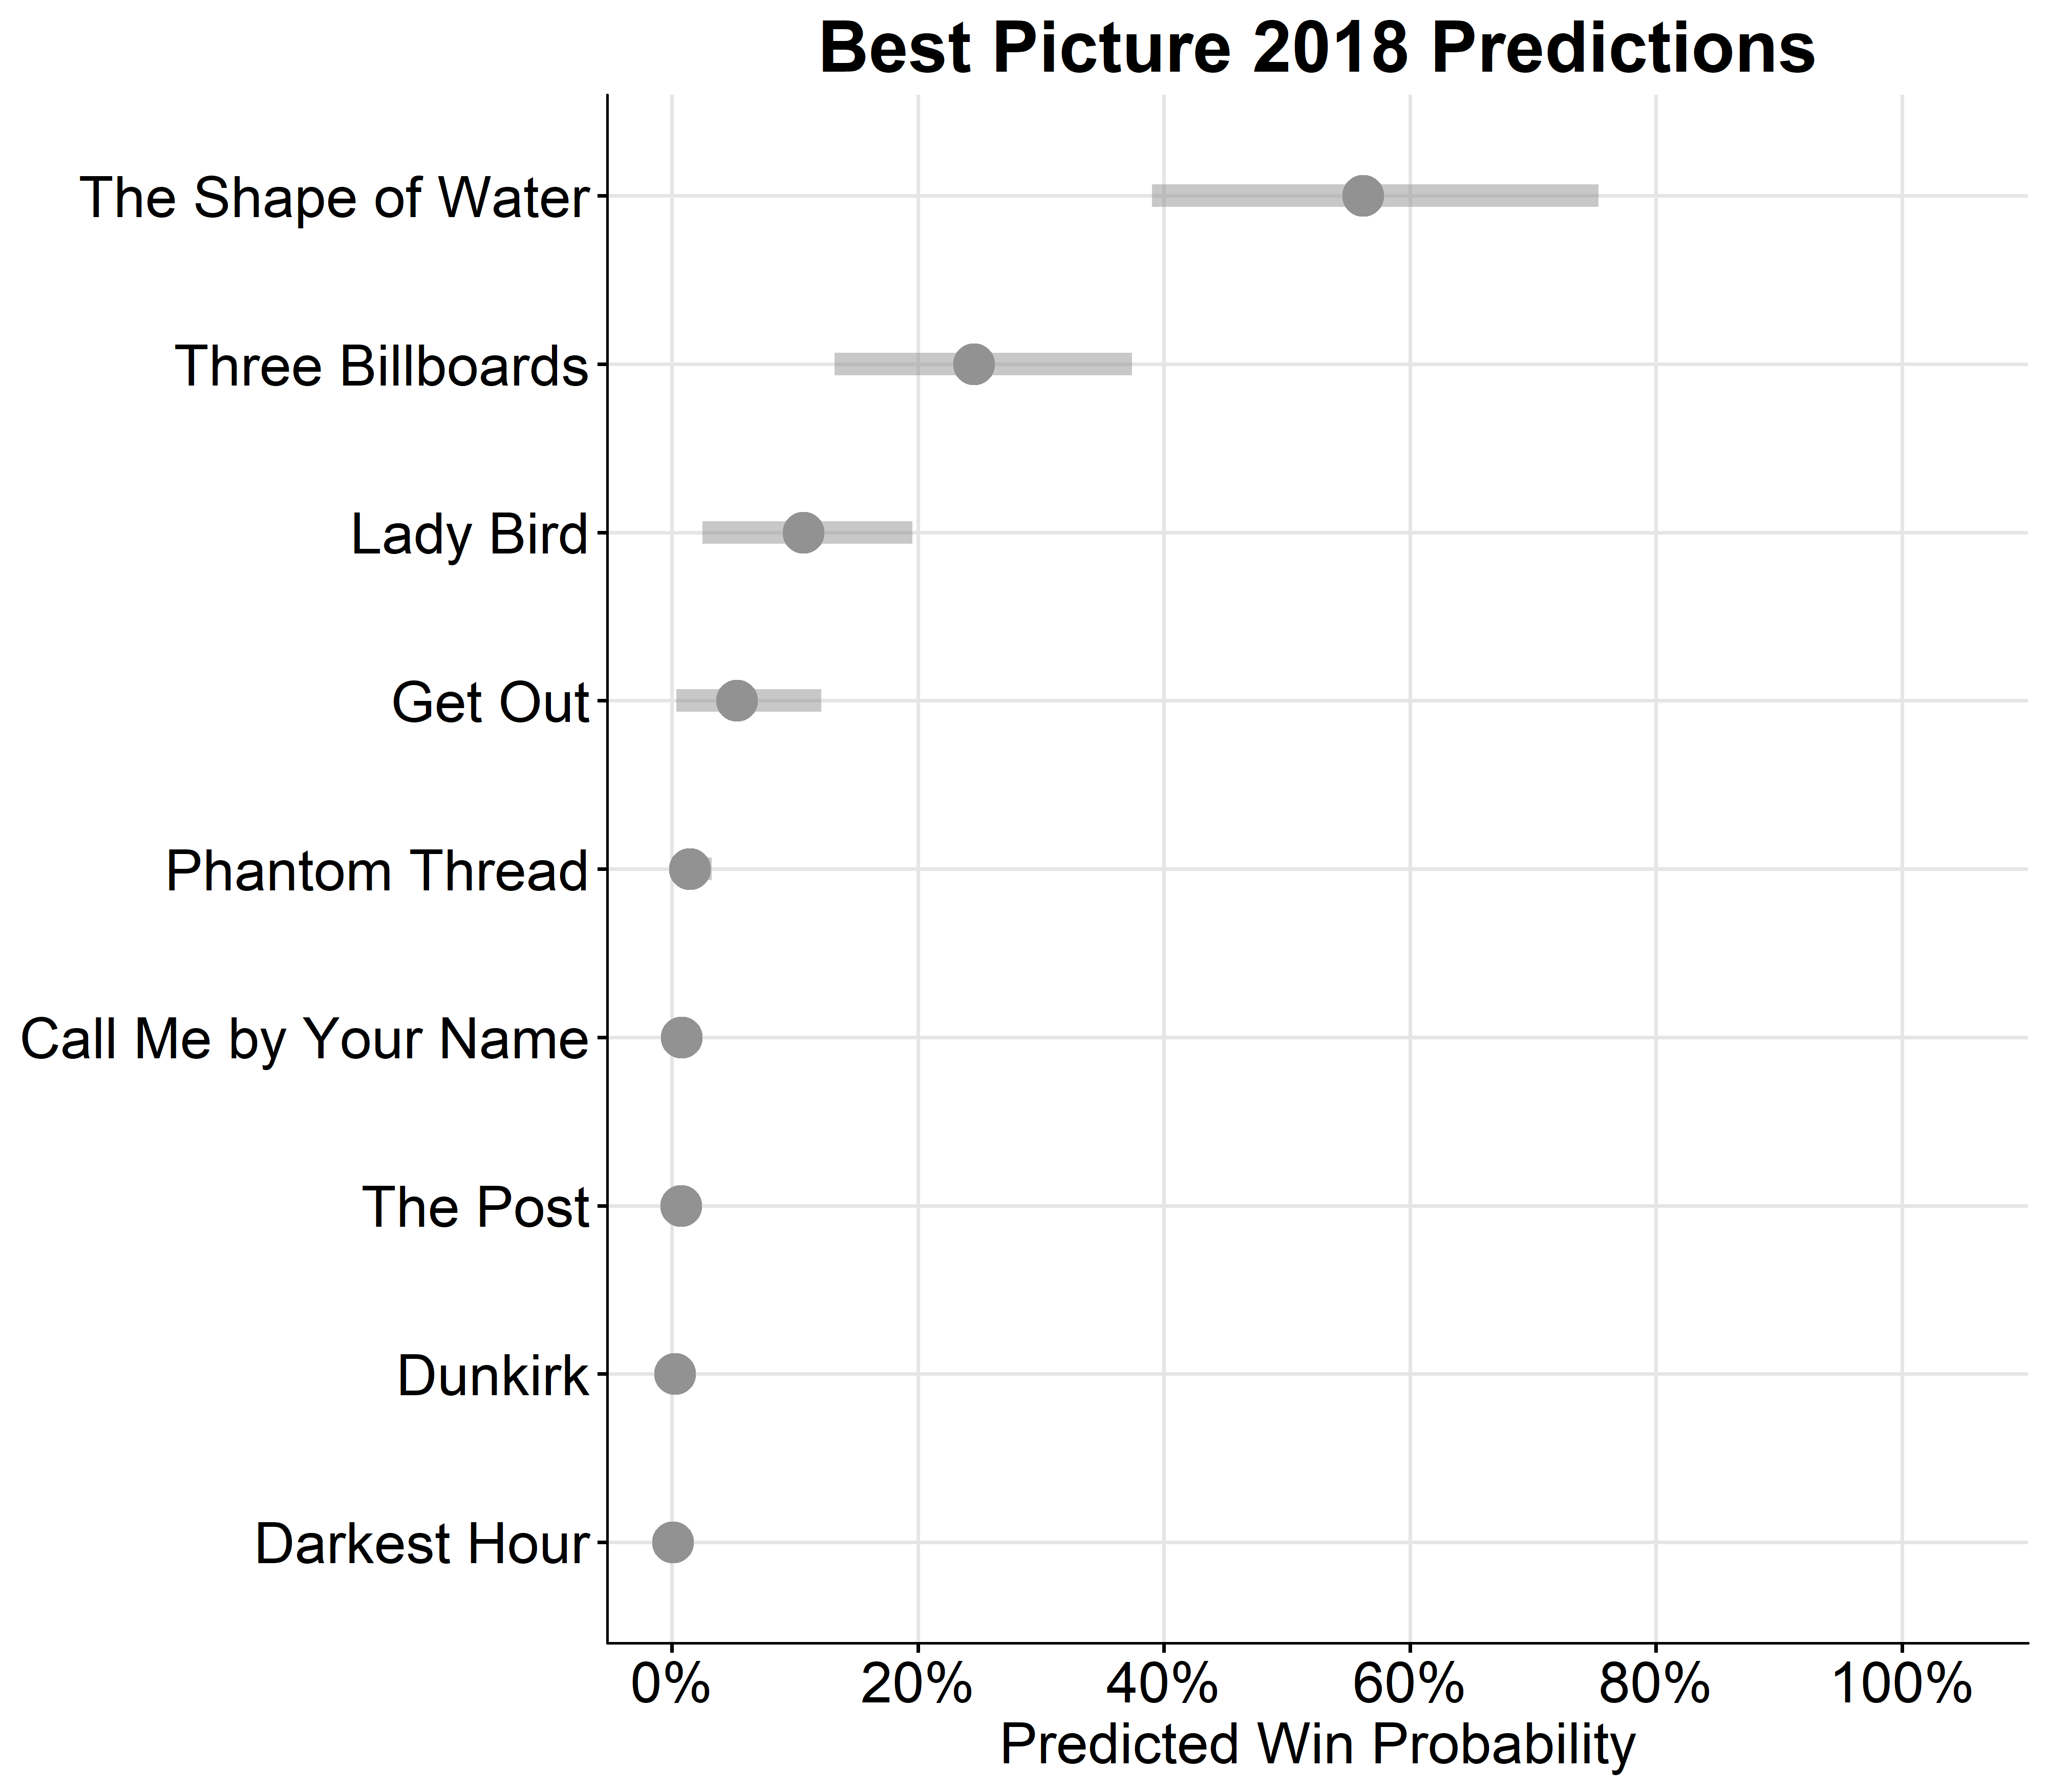 Best Picture 2018 Predictions
The Shape of Water
Three Billboards
Lady Bird
Get Out
Phantom Thread
Call Me by Your Name
The Post
Dunkirk
Darkest Hour
0% 20% 40% 60% 80% 100%
Predicted Win Probability